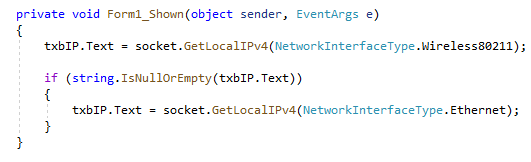 private void Form1_Shown(object sender, EventArgs e)
{
    txbIP.Text = socket.GetLocalIPv4(NetworkInterfaceType.Wireless80211);

    if (string.IsNullOrEmpty(txbIP.Text))
    {
        txbIP.Text = socket.GetLocalIPv4(NetworkInterfaceType.Ethernet);
    }
}